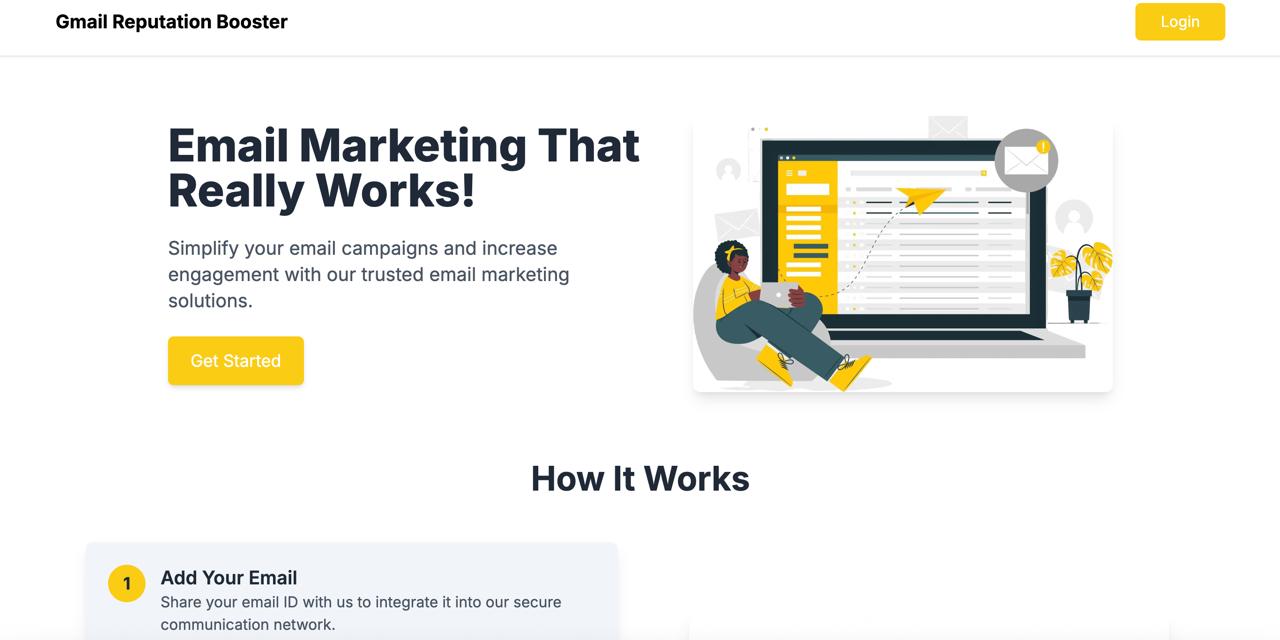 Gmail Reputation Booster
Login
Email Marketing That
Really Works!
Simplify your email campaigns and increase
engagement with our trusted email marketing
solutions.
Get Started
How It Works
1
Add Your Email
Share your email ID with us to integrate it into our secure
communication network.